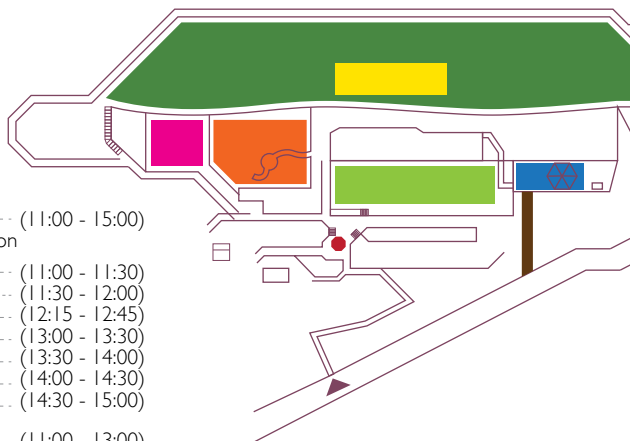 (11:00 - 15:00)
on
(11:00 - 11:30)
(11:30 - 12:00)
(12:15 - 12:45)
(13:00 - 13:30)
(13:30 - 14:00)
(14:00 - 14:30)
(14:30 - 15:00)
(11:00 - 13:00)